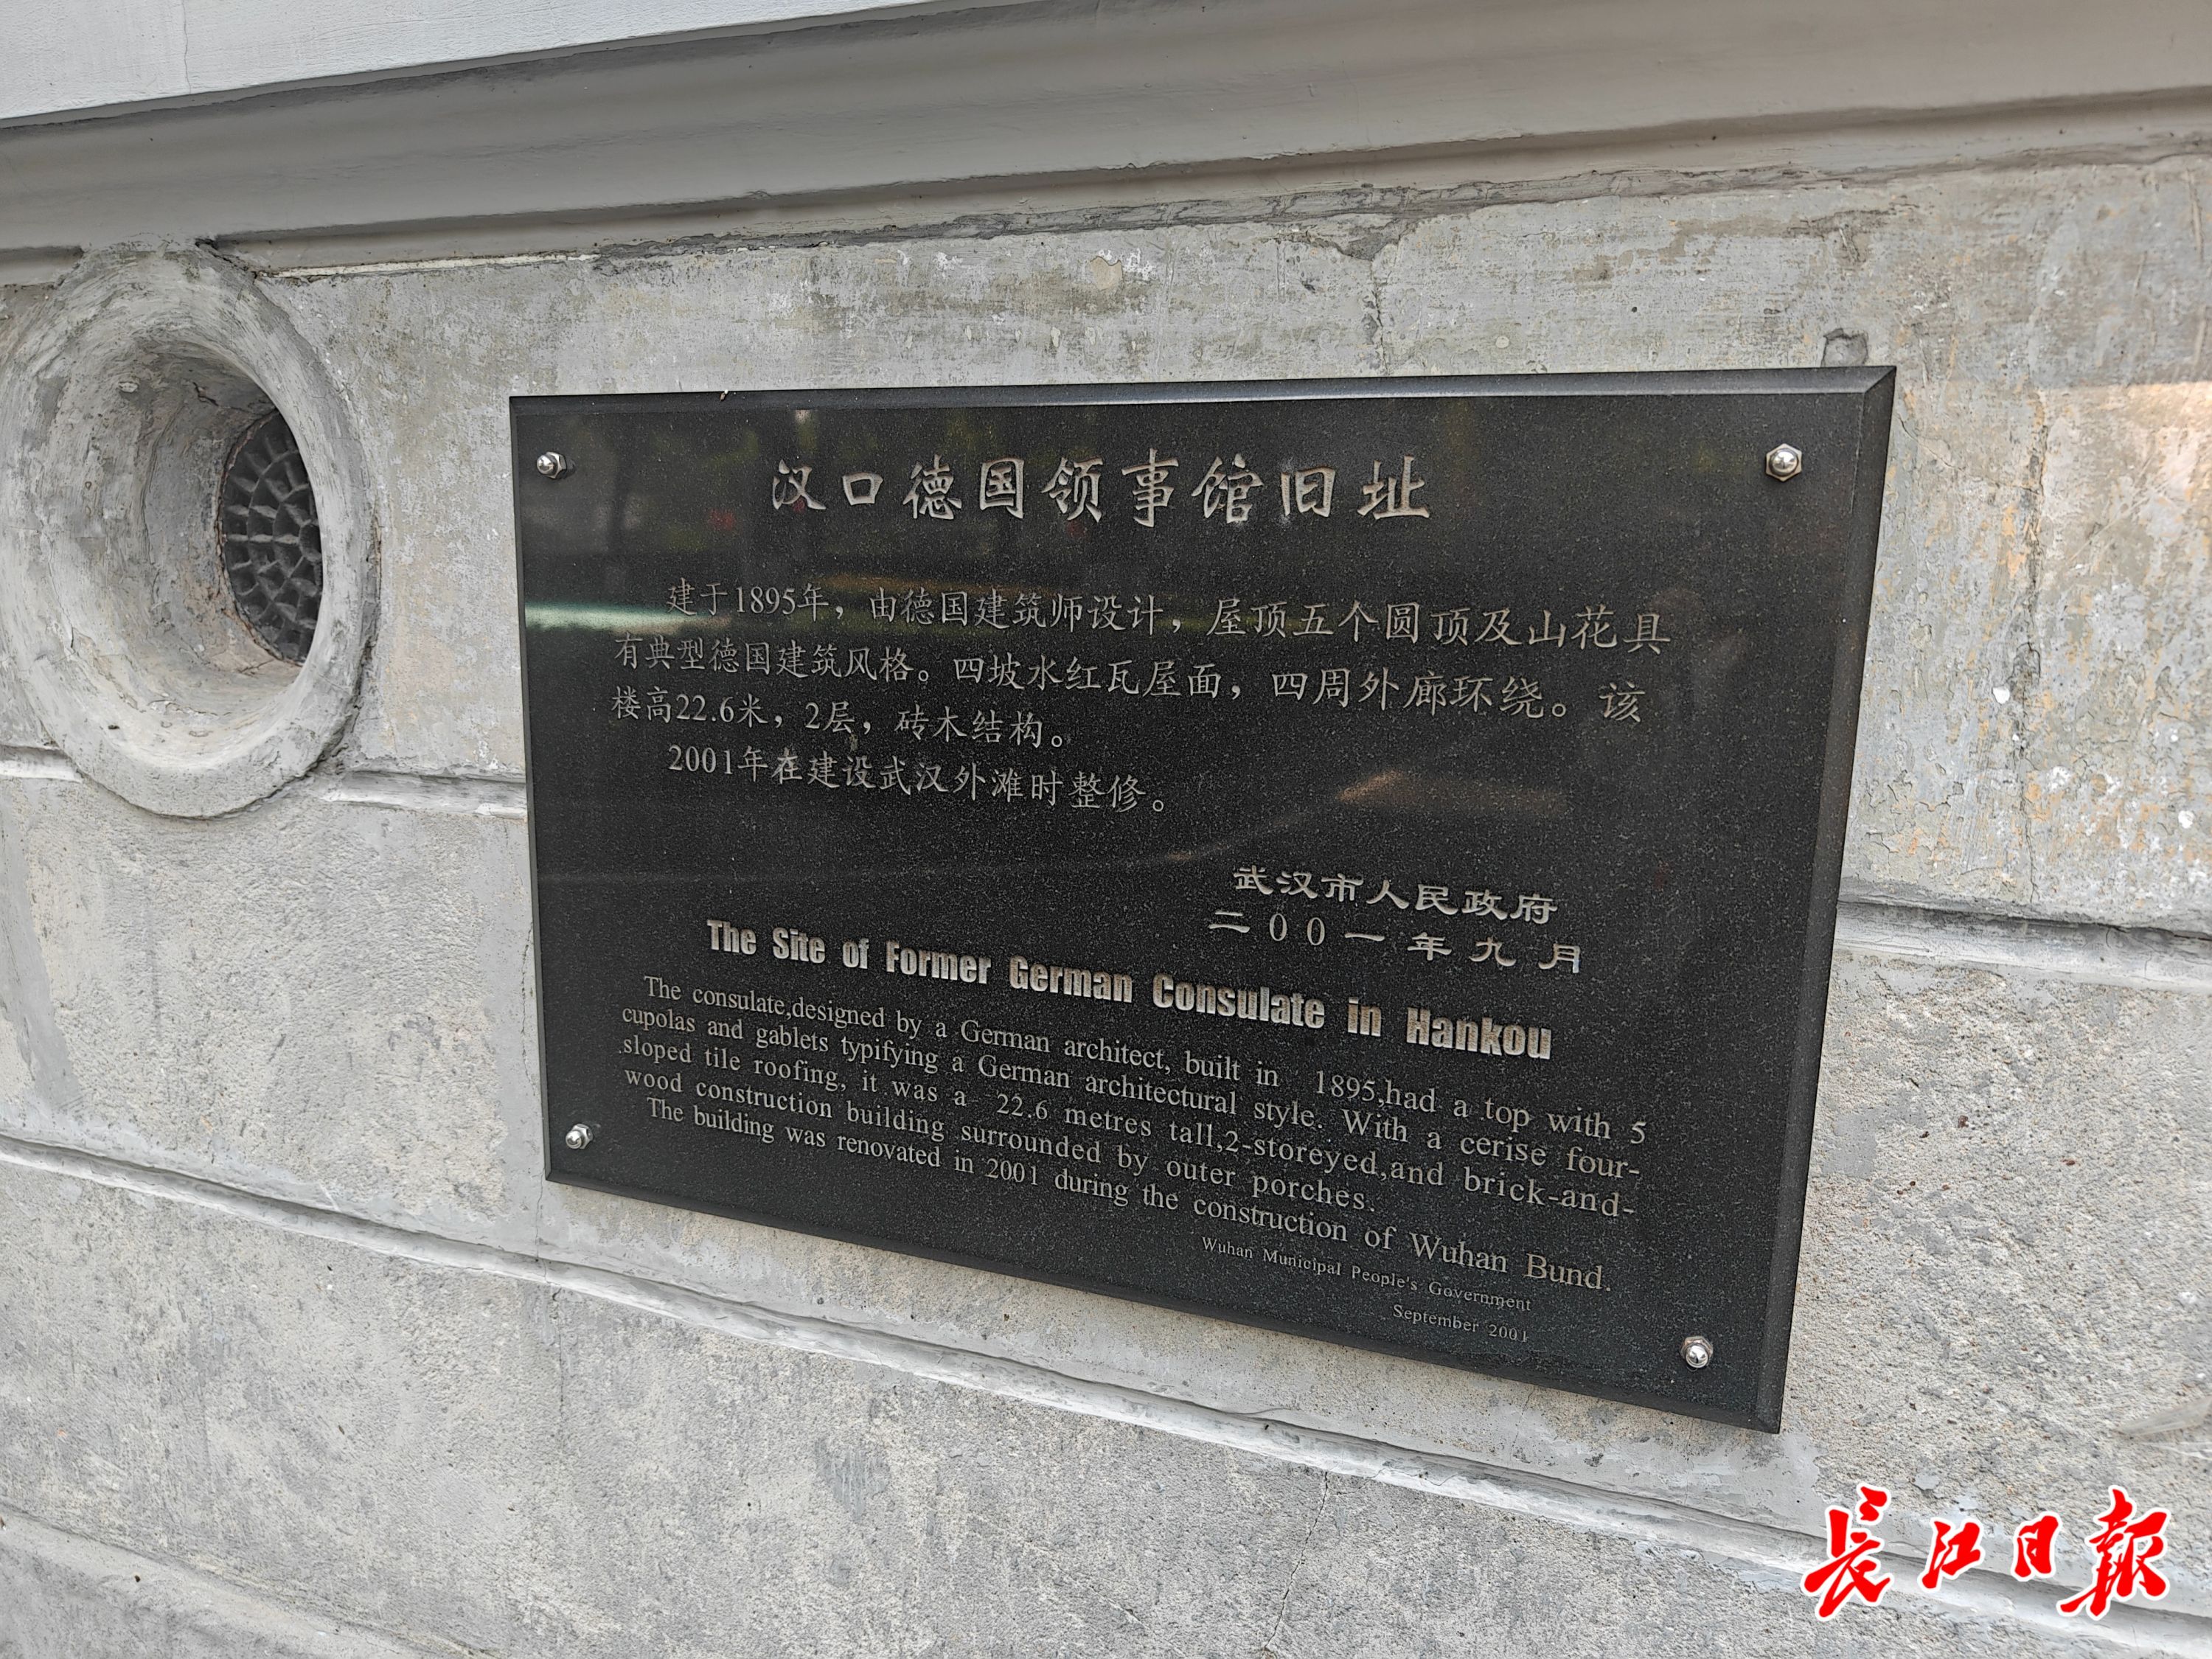 汉口德国领事馆旧址
建于1895年，由德国建筑师设计，屋顶五个圆顶及山花具
有典型德国建筑风格。四坡水红瓦屋面，四周外廊环绕。该
楼高22.6米，2层，砖木结构。
2001年在建设武汉外滩时整修。
武汉市人民政府
二00一年九月
The Site of Former German Consulate in Hankou
The consulate,designed by a German architect, built in 1895,had a top with 5
cupolas and gablets typifying a German architectural style. With a cerise four-
sloped tile roofing, it was a 22.6 metres tall,2-storeyed,and brick-and-
wood construction building surrounded by outer porches.
The building was renovated in 2001 during the construction of Wuhan Bund.
Wuhan Municipal People's Government
September 2001
长江日报